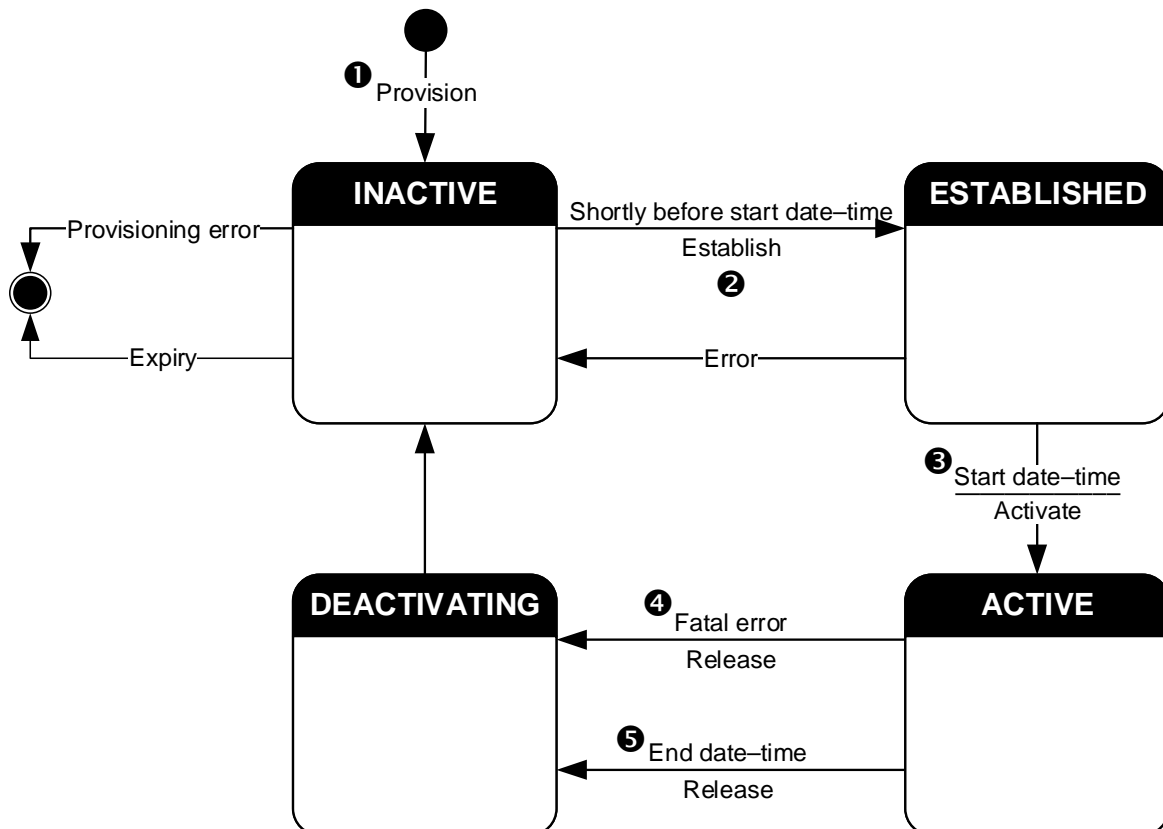 ❶
Provision
INACTIVE
ESTABLISHED
Provisioning error
Shortly before start date–time
Establish
❷
Expiry
Error
❸
Start date–time
Activate
DEACTIVATING
ACTIVE
❹
Fatal error
Release
❺
End date–time
Release